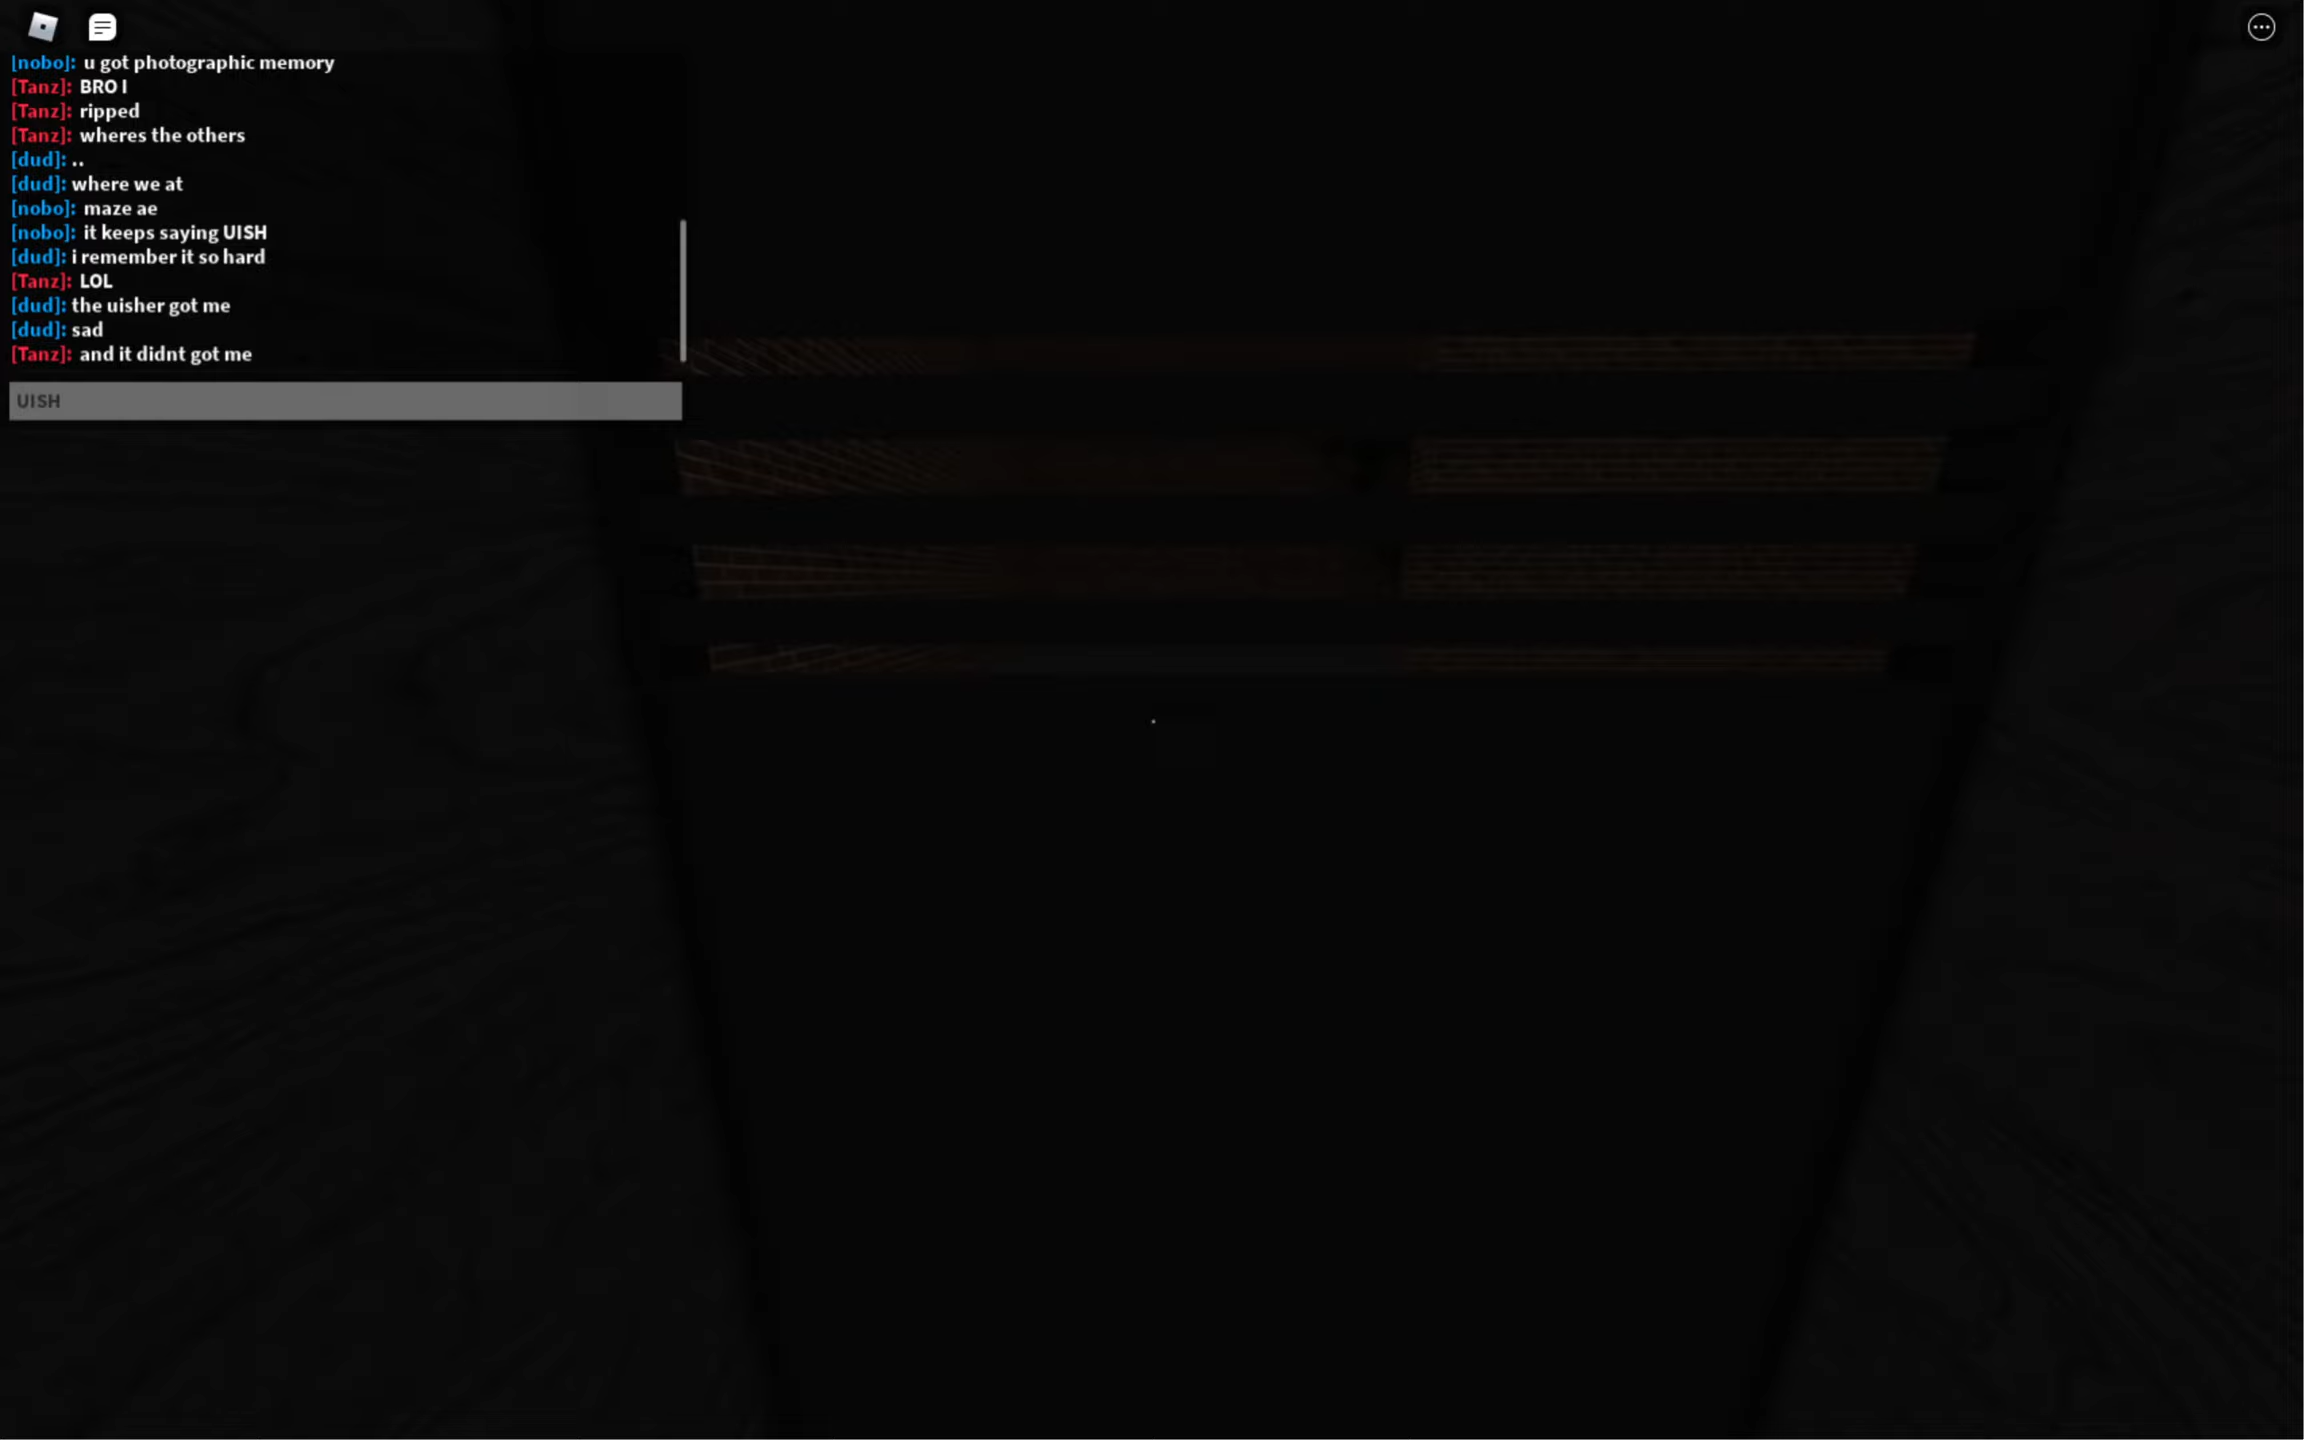 [nobo]: u got photographic memory
[Tanz]: BRO I
[Tanz]: ripped
[Tanz]: wheres the others
[dud]: ..
[dud]: where we at
[nobo]: maze ae
[nobo]: it keeps saying UISH
[dud]: i remember it so hard
[Tanz]: LOL
[dud]: the uisher got me
[dud]: sad
[Tanz]: and it didnt got me
UISH